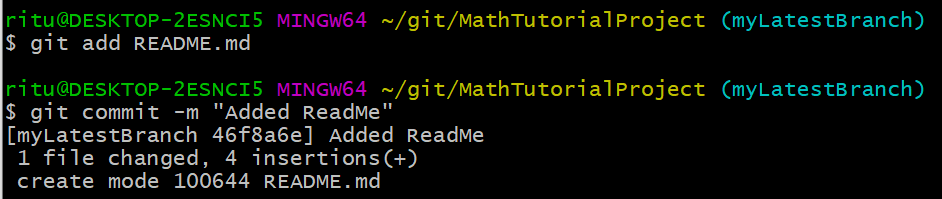 ritu@DESKTOP-2ESNCI5 MINGW64 ~/git/MathTutorialProject (myLatestBranch)
$ git add README.md
ritu@DESKTOP-2ESNCI5 MINGW64 ~/git/MathTutorialProject (myLatestBranch)
$ git commit -m "Added ReadMe"
[myLatestBranch 46f8a6e] Added ReadMe
 1 file changed, 4 insertions(+)
 create mode 100644 README.md